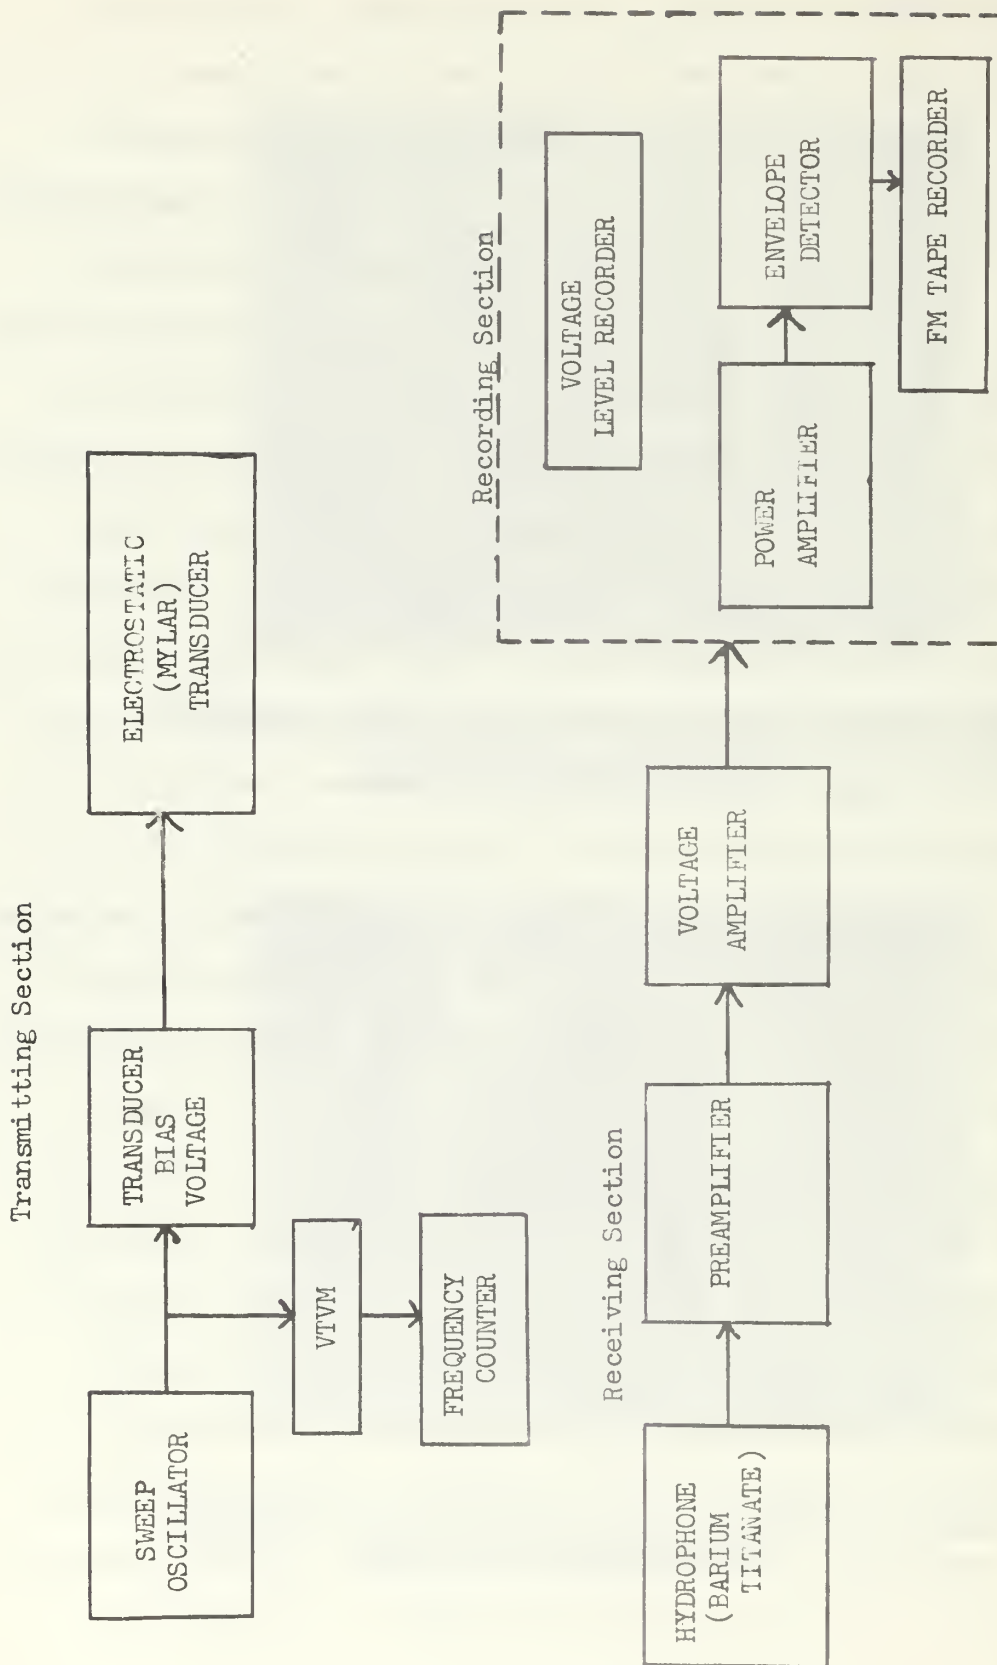 Transmitting Section
SWEEP
OSCILLATOR
TRANSDUCER
BIAS
VOLTAGE
ELECTROSTATIC
(MYLAR)
TRANSDUCER
VTVM
FREQUENCY
COUNTER
Receiving Section
HYDROPHONE
(BARIUM
TITANATE)
PREAMPLIFIER
VOLTAGE
AMPLIFIER
Recording Section
VOLTAGE
LEVEL RECORDER
POWER
AMPLIFIER
ENVELOPE
DETECTOR
FM TAPE RECORDER